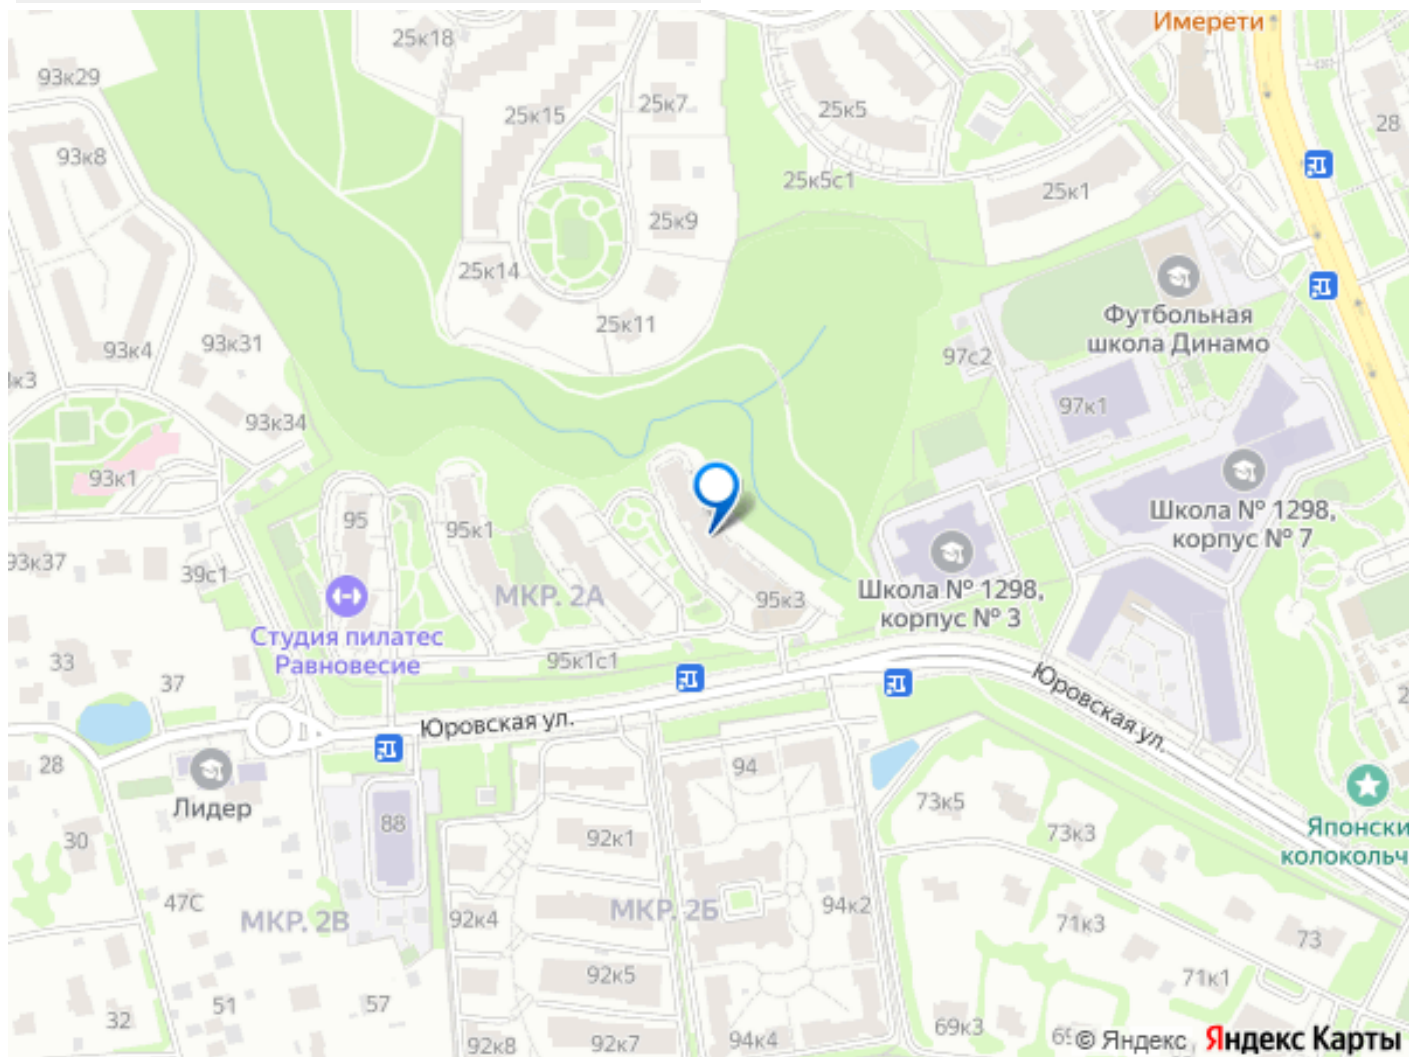 Имерети
25к18
93к29
25к15
25к7
25к5
28
93к8
25к5с1
25к1
25к9
25к14
Футбольная
школа Динамо
25к11
93к31
93к4
97с2
к3
97к1
93к34
93к1
Школа № 1298,
корпус № 7
95
95к1
93к37
39с1
МКР. 2А
95к3
Школа № 1298,
корпус № 3
Студия пилатес
Равновесие
33
95к1с1
37
Юровская ул.
Юровская ул.
2
28
94
Лидер
73к5
73к3
Японски
колокольч
30
88
92к1
47С
МКР. 2В
92к4
МКР. 2Б
94к2
71к3
73
51
57
92к5
71к1
32
92к8
92к7
94к4
69к3
© Яндекс
Яндекс Карты